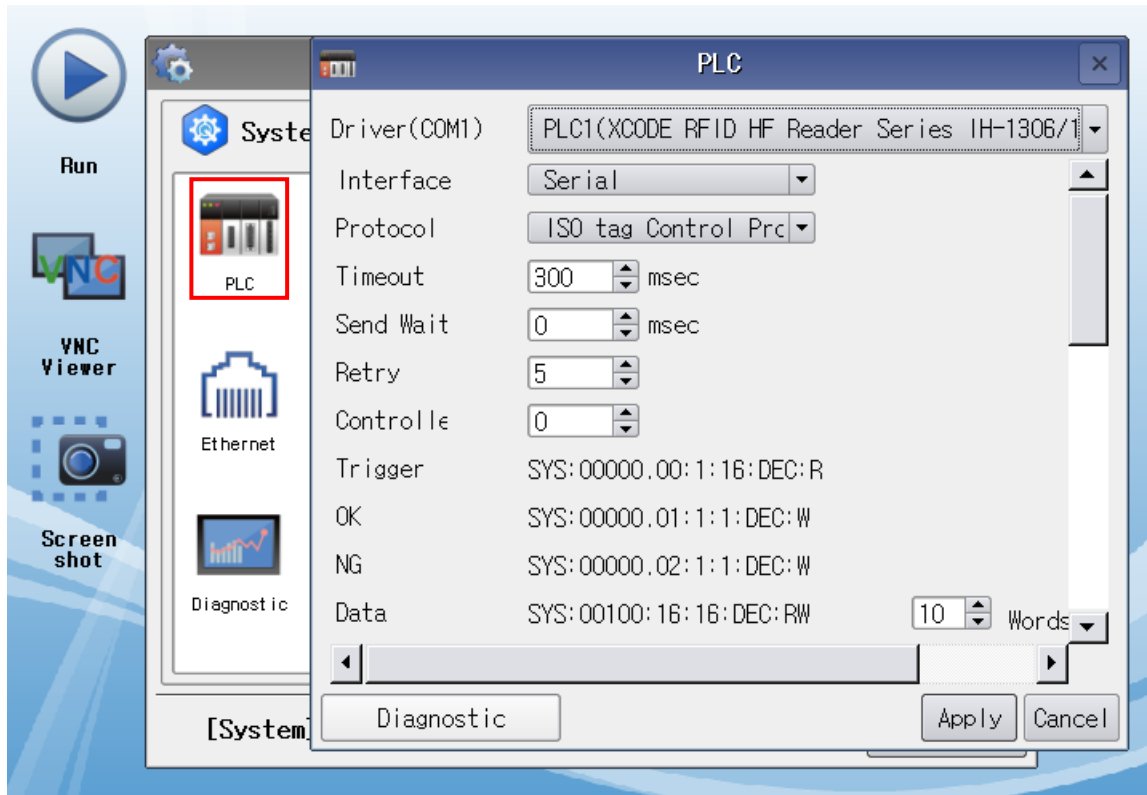 Run
VNC
VNC
Viewer
Screen
shot
Syste
PLC
Ethernet
Diagnostic
[System]
PLC
Driver(COM1) PLC1(XCODE RFID HF Reader Series IH-1306/1
Interface Serial
Protocol ISO tag Control Prc
Timeout 300 msec
Send Wait 0 msec
Retry 5
Controlle 0
Trigger SYS:00000.00:1:16:DEC:R
OK SYS:00000.01:1:1:DEC:W
NG SYS:00000.02:1:1:DEC:W
Data SYS:00100:16:16:DEC:RW 10 Words
Diagnostic Apply Cancel